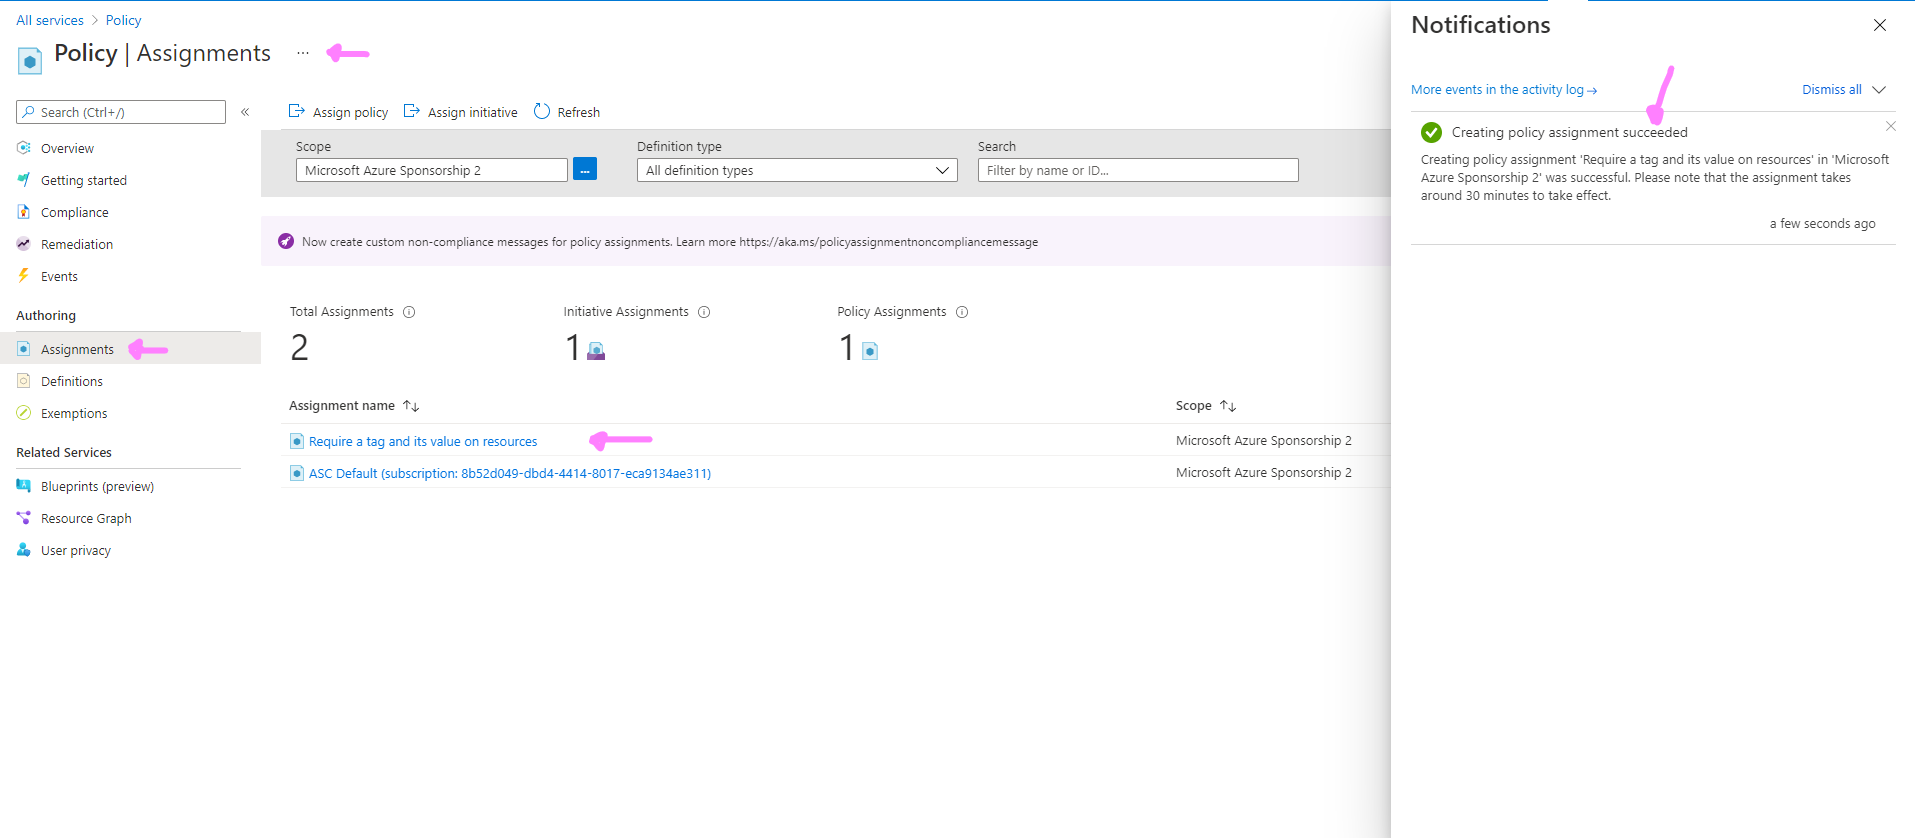 All services > Policy
Policy | Assignments ...
Search (Ctrl+/) «
Overview
Getting started
Compliance
Remediation
Events
Authoring
Assignments
Definitions
Exemptions
Related Services
Blueprints (preview)
Resource Graph
User privacy
Assign policy Assign initiative Refresh
Scope Definition type Search
Microsoft Azure Sponsorship 2 ... All definition types Filter by name or ID...
Now create custom non-compliance messages for policy assignments. Learn more https://aka.ms/policyassignmentnoncompliancemessage
Total Assignments Initiative Assignments Policy Assignments
2 1 1
Assignment name ↑↓ Scope ↑↓
Require a tag and its value on resources Microsoft Azure Sponsorship 2
ASC Default (subscription: 8b52d049-dbd4-4414-8017-eca9134ae311) Microsoft Azure Sponsorship 2
Notifications
More events in the activity log → Dismiss all
Creating policy assignment succeeded
Creating policy assignment 'Require a tag and its value on resources' in 'Microsoft
Azure Sponsorship 2' was successful. Please note that the assignment takes
around 30 minutes to take effect.
a few seconds ago